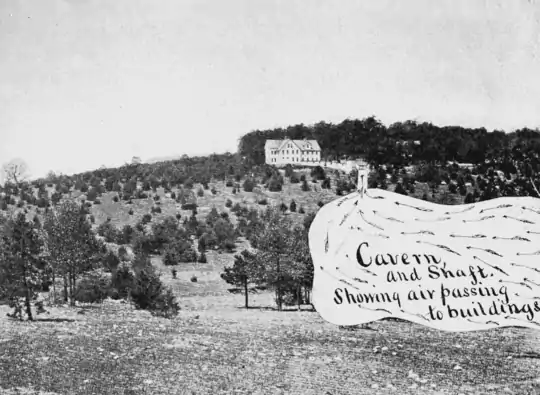 Cavern
and Shaft.
Showing air passing
to buildings